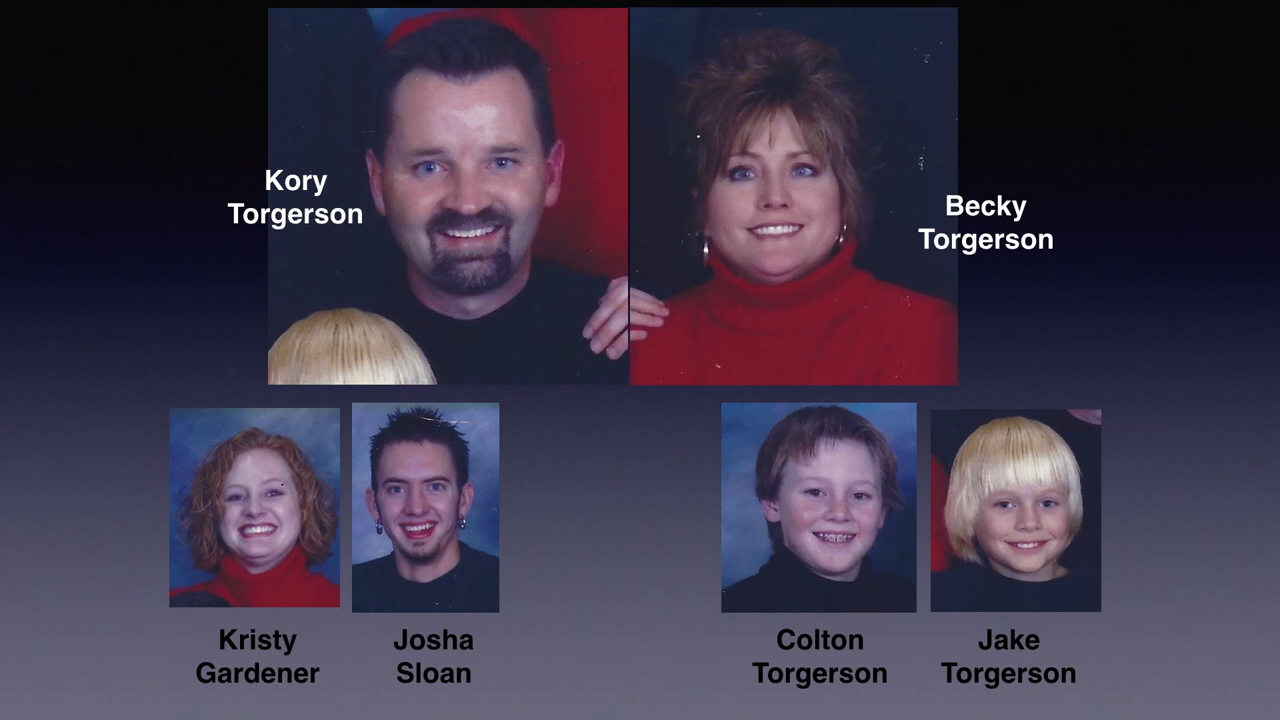 Kory
Torgerson
Becky
Torgerson
Kristy
Gardener
Josha
Sloan
Colton
Torgerson
Jake
Torgerson